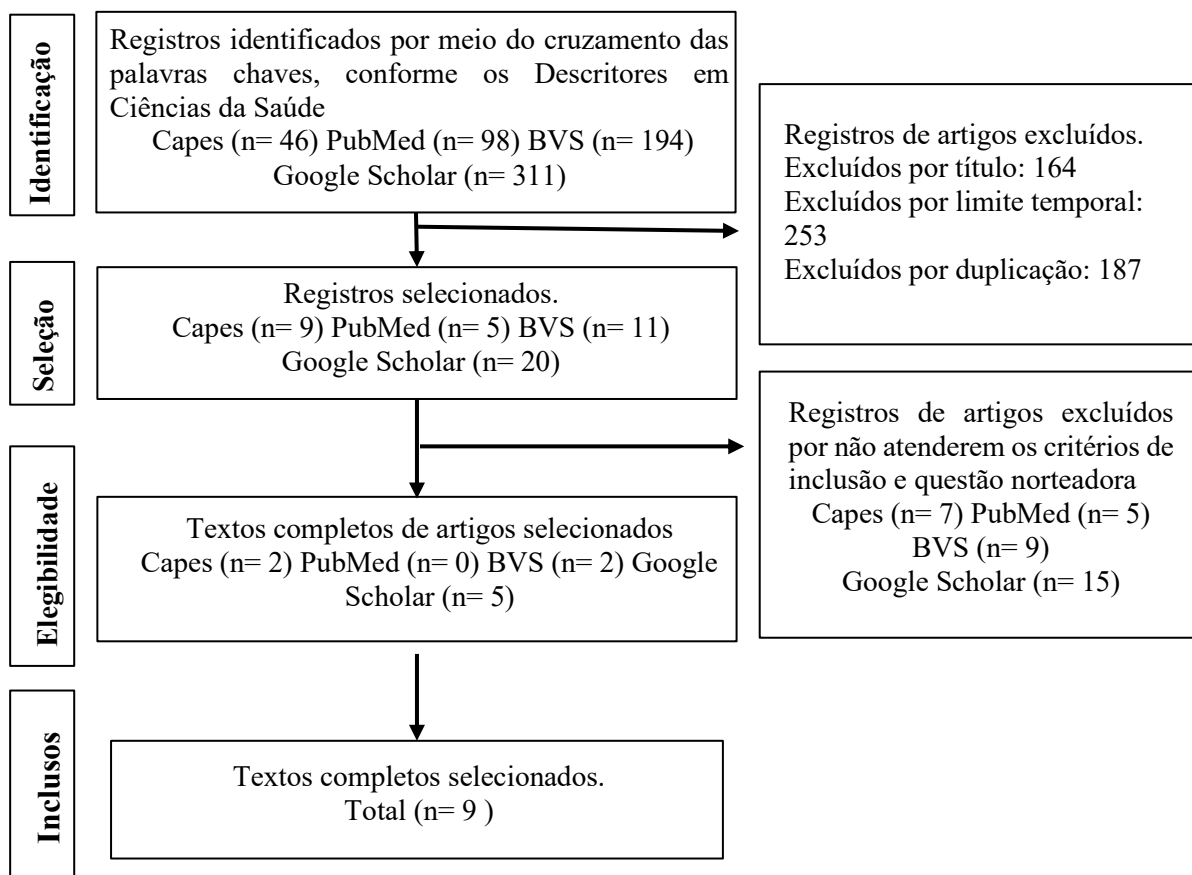 Identificação
Registros identificados por meio do cruzamento das
palavras chaves, conforme os Descritores em
Ciências da Saúde
Capes (n= 46) PubMed (n= 98) BVS (n= 194)
Google Scholar (n= 311)
Registros de artigos excluídos.
Excluídos por título: 164
Excluídos por limite temporal:
253
Excluídos por duplicação: 187
Seleção
Registros selecionados.
Capes (n= 9) PubMed (n= 5) BVS (n= 11)
Google Scholar (n= 20)
Registros de artigos excluídos
por não atenderem os critérios de
inclusão e questão norteadora
Capes (n= 7) PubMed (n= 5)
BVS (n= 9)
Google Scholar (n= 15)
Elegibilidade
Textos completos de artigos selecionados
Capes (n= 2) PubMed (n= 0) BVS (n= 2) Google
Scholar (n= 5)
Inclusos
Textos completos selecionados.
Total (n= 9 )